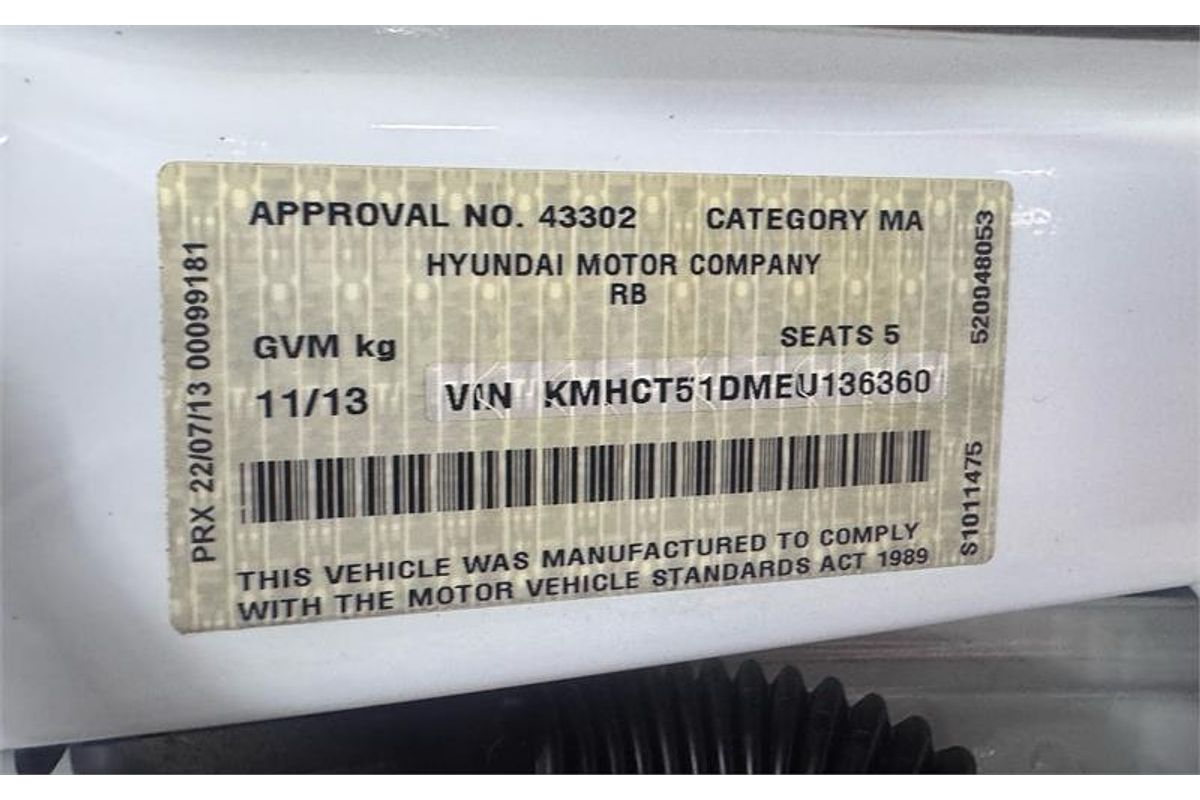 APPROVAL NO. 43302 CATEGORY MA
HYUNDAI MOTOR COMPANY
RB
GVM kg SEATS 5
11/13 VIN KMHCT51DMEU136360
THIS VEHICLE WAS MANUFACTURED TO COMPLY
WITH THE MOTOR VEHICLE STANDARDS ACT 1989
PRX 22/07/13 00099181
520048053
S1011475